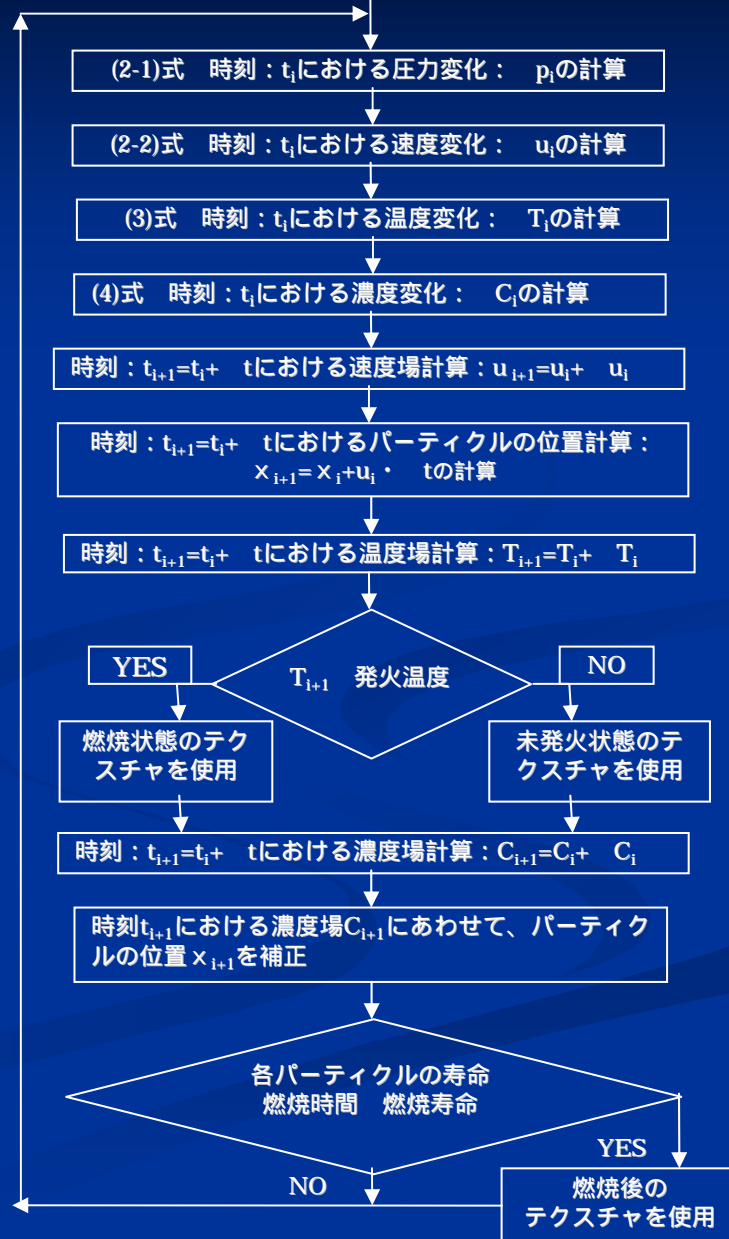 (2-1)式　時刻：tiにおける圧力変化：　piの計算
(2-2)式　時刻：tiにおける速度変化：　uiの計算
(3)式　時刻：tiにおける温度変化：　Tiの計算
(4)式　時刻：tiにおける濃度変化：　Ciの計算
時刻：ti+1=ti+　tにおける速度場計算：u i+1=ui+　ui
時刻：ti+1=ti+　tにおけるパーティクルの位置計算：
ｘi+1=ｘi+ui・　tの計算
時刻：ti+1=ti+　tにおける温度場計算：Ti+1=Ti+　Ti
Ti+1　発火温度
YES
NO
燃焼状態のテク
スチャを使用
未発火状態のテ
クスチャを使用
時刻：ti+1=ti+　tにおける濃度場計算：Ci+1=Ci+　Ci
時刻ti+1における濃度場Ci+1にあわせて、パーティク
ルの位置ｘi+1を補正
各パーティクルの寿命
燃焼時間　燃焼寿命
YES
NO
燃焼後の
テクスチャを使用